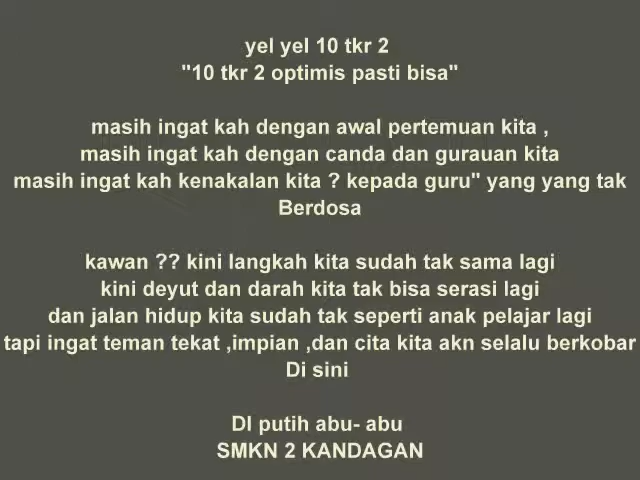 yel yel 10 tkr 2
"10 tkr 2 optimis pasti bisa"
masih ingat kah dengan awal pertemuan kita ,
masih ingat kah dengan canda dan gurauan kita
masih ingat kah kenakalan kita ? kepada guru" yang yang tak
Berdosa
kawan ?? kini langkah kita sudah tak sama lagi
kini deyut dan darah kita tak bisa serasi lagi
dan jalan hidup kita sudah tak seperti anak pelajar lagi
tapi ingat teman tekat ,impian ,dan cita kita akn selalu berkobar
Di sini
DI putih abu- abu
SMKN 2 KANDAGAN